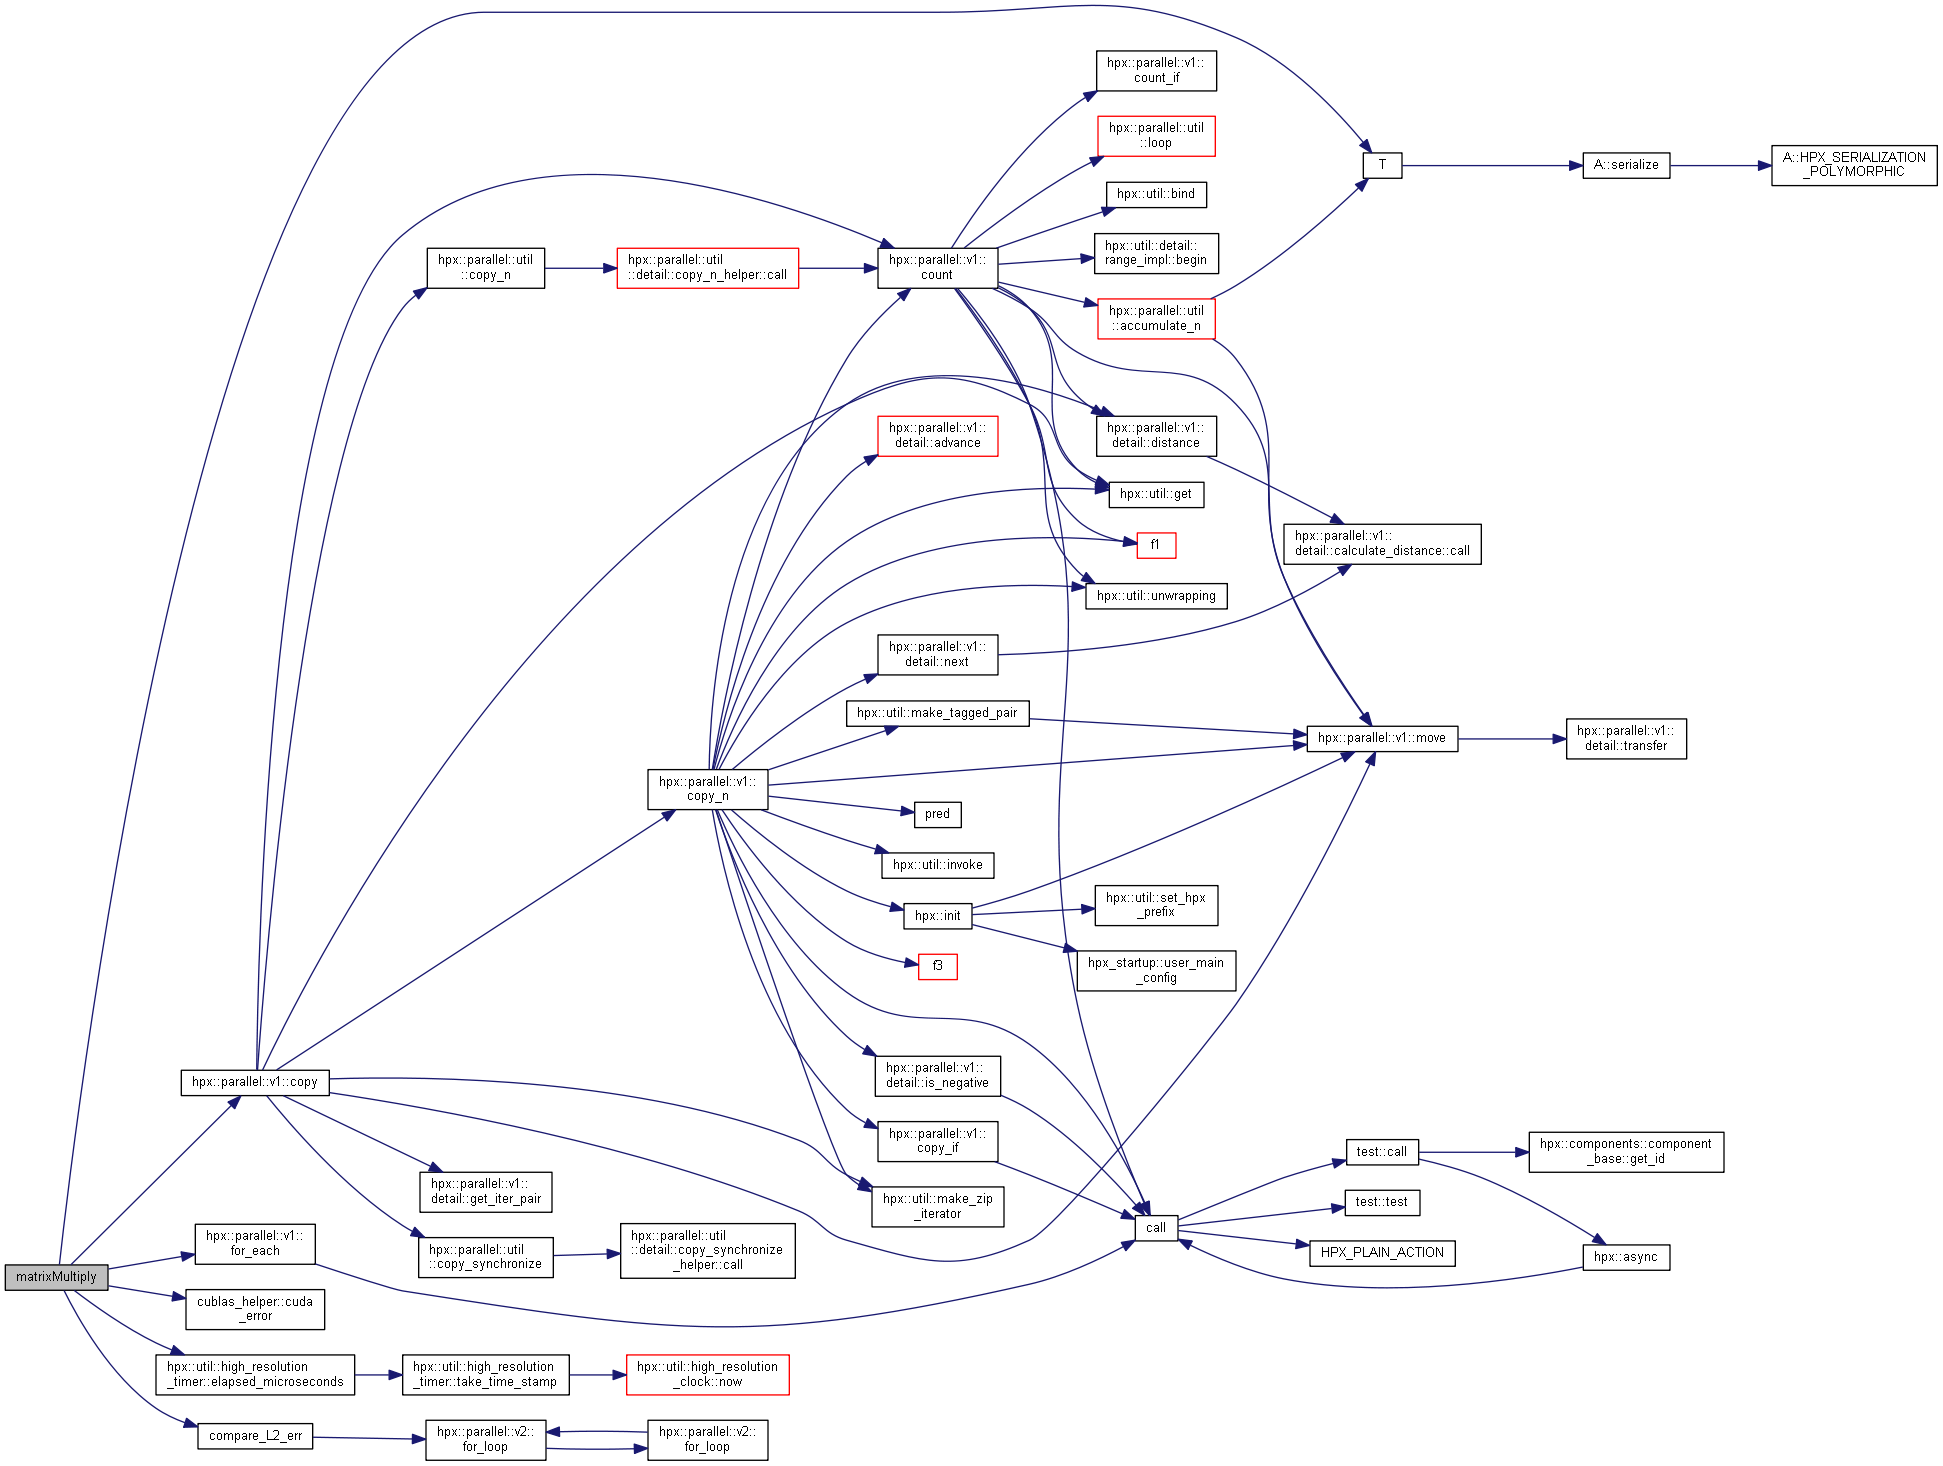 hpx::parallel::v1::
count_if
hpx::parallel::util
::loop
T
A::serialize
A::HPX_SERIALIZATION
_POLYMORPHIC
hpx::util::bind
hpx::parallel::util
::copy_n
hpx::parallel::util
::detail::copy_n_helper::call
hpx::parallel::v1::
count
hpx::util::detail::
range_impl::begin
hpx::parallel::util
::accumulate_n
hpx::parallel::v1::
detail::advance
hpx::parallel::v1::
detail::distance
hpx::util::get
f1
hpx::parallel::v1::
detail::calculate_distance::call
hpx::util::unwrapping
hpx::parallel::v1::
detail::next
hpx::util::make_tagged_pair
hpx::parallel::v1::move
hpx::parallel::v1::
detail::transfer
hpx::parallel::v1::
copy_n
pred
hpx::util::invoke
hpx::init
hpx::util::set_hpx
_prefix
f3
hpx_startup::user_main
_config
hpx::parallel::v1::copy
hpx::parallel::v1::
detail::is_negative
hpx::parallel::v1::
copy_if
hpx::parallel::v1::
detail::get_iter_pair
hpx::util::make_zip
_iterator
test::call
hpx::components::component
_base::get_id
test::test
call
HPX_PLAIN_ACTION
hpx::async
matrixMultiply
hpx::parallel::v1::
for_each
hpx::parallel::util
::copy_synchronize
hpx::parallel::util
::detail::copy_synchronize
_helper::call
cublas_helper::cuda
_error
hpx::util::high_resolution
_timer::elapsed_microseconds
hpx::util::high_resolution
_timer::take_time_stamp
hpx::util::high_resolution
_clock::now
compare_L2_err
hpx::parallel::v2::
for_loop
hpx::parallel::v2::
for_loop